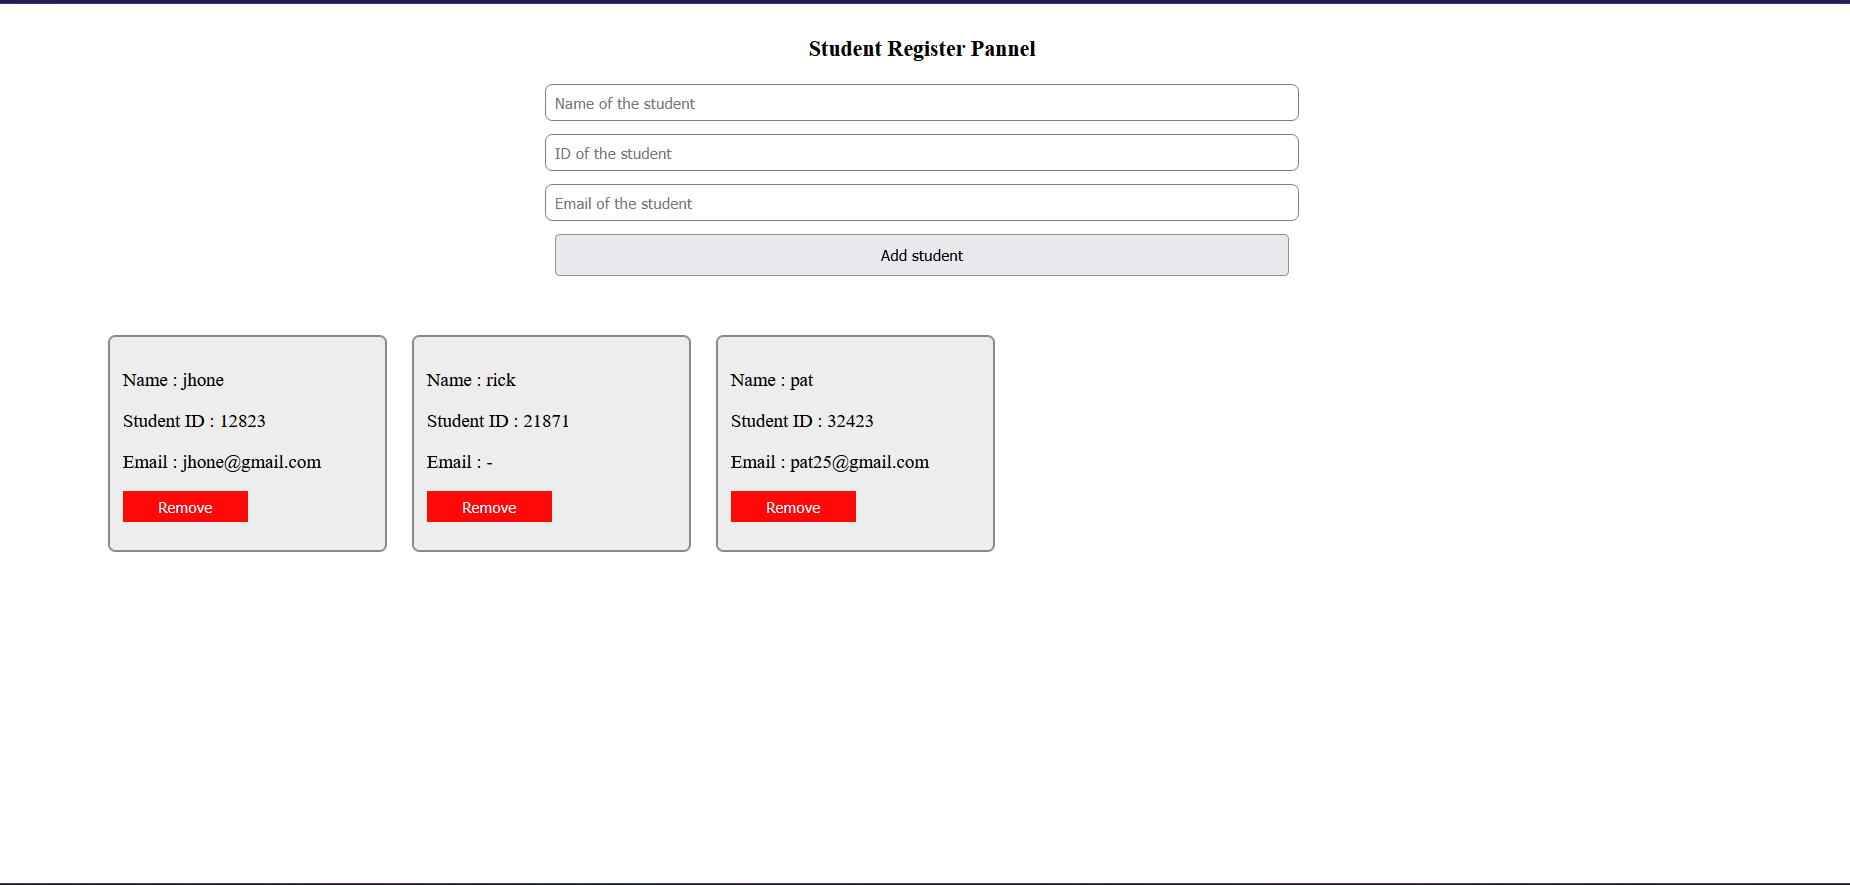 Student Register Pannel
Name of the student
ID of the student
Email of the student
Add student
Name : jhone
Student ID : 12823
Email : jhone@gmail.com
Remove
Name : rick
Student ID : 21871
Email : -
Remove
Name : pat
Student ID : 32423
Email : pat25@gmail.com
Remove